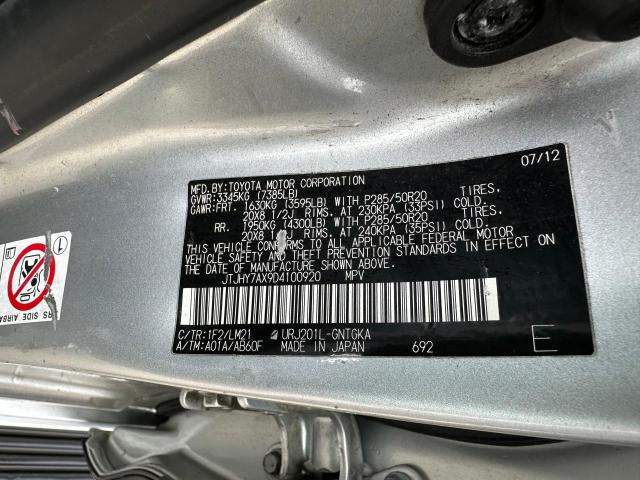 MFD.BY:TOYOTA MOTOR CORPORATION 07/12
GVWR:3345KG (7385LB)
GAWR:FRT. 1630KG (3595LB) WITH P285/50R20 TIRES,
20X8 1/2J RIMS, AT 230KPA (33PSI) COLD.
RR. 1950KG (4300LB) WITH P285/50R20 TIRES,
20X8 RIMS, AT 240KPA (35PSI) COLD.
THIS VEHICLE CONFORMS TO ALL APPLICABLE FEDERAL MOTOR
VEHICLE SAFETY AND THEFT PREVENTION STANDARDS IN EFFECT ON
THE DATE OF MANUFACTURE SHOWN ABOVE.
JTJHY7AX9D4100920 MPV
C/TR:1F2/LM21 URJ201L-GNTGKA
A/TM:A01A/AB60F MADE IN JAPAN 692 E
1
RS SIDE AIRBA